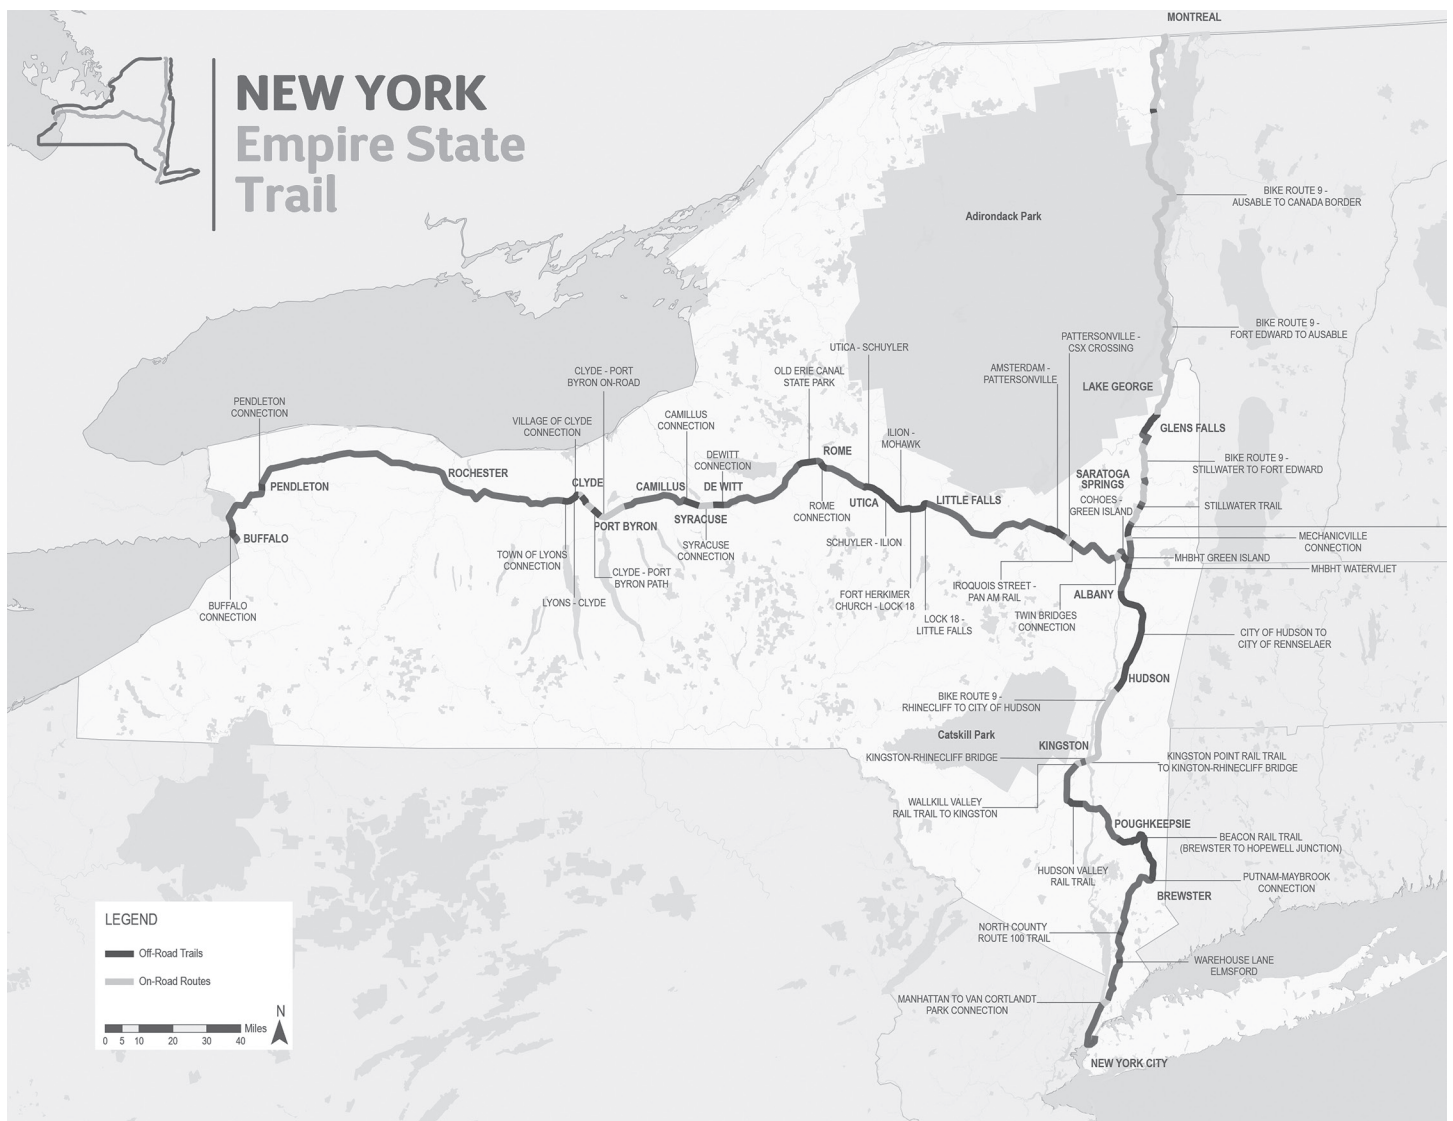 MONTREAL
NEW YORK
Empire State
Trail
BIKE ROUTE 9 -
AUSABLE TO CANADA BORDER
Adirondack Park
BIKE ROUTE 9 -
FORT EDWARD TO AUSABLE
PATTERSONVILLE -
CSX CROSSING
UTICA - SCHUYLER
AMSTERDAM -
PATTERSONVILLE
OLD ERIE CANAL
STATE PARK
CLYDE - PORT
BYRON ON-ROAD
LAKE GEORGE
PENDLETON
CONNECTION
VILLAGE OF CLYDE
CONNECTION
CAMILLUS
CONNECTION
ILION -
MOHAWK
GLENS FALLS
DEWITT
CONNECTION
ROME
BIKE ROUTE 9 -
STILLWATER TO FORT EDWARD
ROCHESTER
SARATOGA
SPRINGS
PENDLETON
CLYDE
CAMILLUS
DE WITT
UTICA
LITTLE FALLS
COHOES -
GREEN ISLAND
STILLWATER TRAIL
ROME
CONNECTION
PORT BYRON
SYRACUSE
BUFFALO
SCHUYLER - ILION
MECHANICVILLE
CONNECTION
SYRACUSE
CONNECTION
TOWN OF LYONS
CONNECTION
MHBHT GREEN ISLAND
MHBHT WATERVLIET
CLYDE - PORT
BYRON PATH
IROQUOIS STREET -
PAN AM RAIL
ALBANY
FORT HERKIMER
CHURCH - LOCK 18
LYONS - CLYDE
BUFFALO
CONNECTION
TWIN BRIDGES
CONNECTION
LOCK 18 -
LITTLE FALLS
CITY OF HUDSON TO
CITY OF RENNSELAER
HUDSON
BIKE ROUTE 9 -
RHINECLIFF TO CITY OF HUDSON
Catskill Park
KINGSTON
KINGSTON-RHINECLIFF BRIDGE
KINGSTON POINT RAIL TRAIL
TO KINGTON-RHINECLIFF BRIDGE
WALLKILL VALLEY
RAIL TRAIL TO KINGSTON
POUGHKEEPSIE
BEACON RAIL TRAIL
(BREWSTER TO HOPEWELL JUNCTION)
HUDSON VALLEY
RAIL TRAIL
PUTNAM-MAYBROOK
CONNECTION
BREWSTER
LEGEND
Off-Road Trails
On-Road Routes
N
Miles
0 5 10 20 30 40
NORTH COUNTY
ROUTE 100 TRAIL
WAREHOUSE LANE
ELMSFORD
MANHATTAN TO VAN CORTLANDT
PARK CONNECTION
NEW YORK CITY